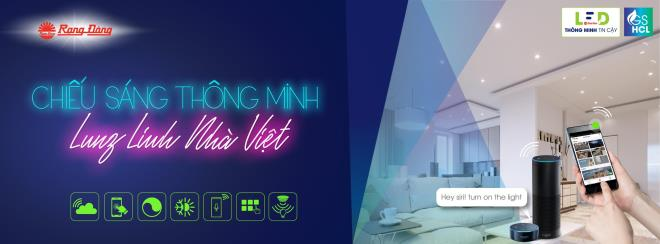 Rạng Đông
CHIẾU SÁNG THÔNG MINH
Lung Linh Nhà Việt
LED
THÔNG MINH TIN CẬY
GS
HCL
Hey siri! turn on the light